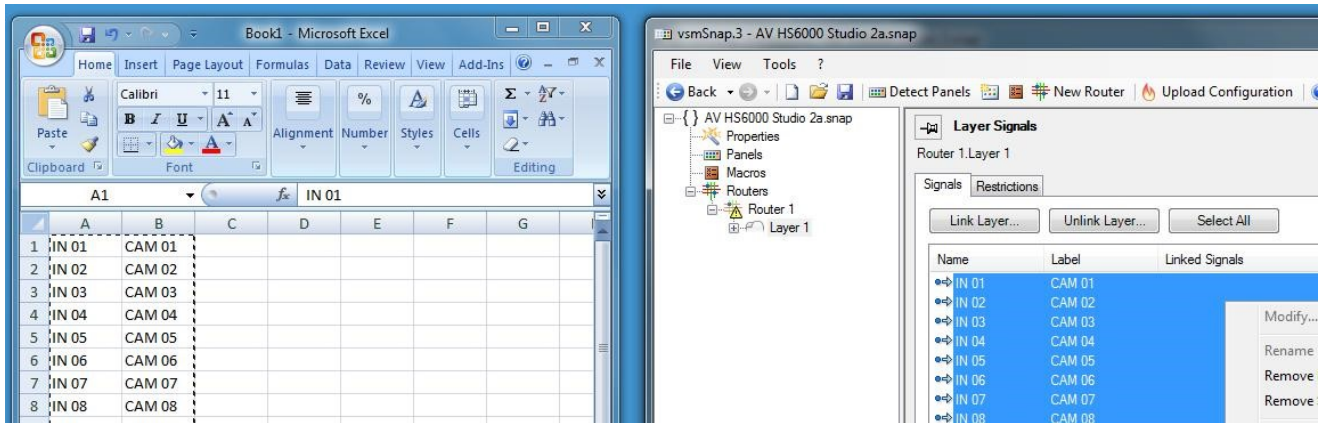 Book1 - Microsoft Excel
Home Insert Page Layout Formulas Data Review View Add-Ins
Paste
Calibri 11
B I U A A
A
Alignment Number Styles Cells
%
Σ
Clipboard Font Editing
A1 fx IN 01
A B C D E F G
1 IN 01 CAM 01
2 IN 02 CAM 02
3 IN 03 CAM 03
4 IN 04 CAM 04
5 IN 05 CAM 05
6 IN 06 CAM 06
7 IN 07 CAM 07
8 IN 08 CAM 08
vsmSnap.3 - AV HS6000 Studio 2a.snap
File View Tools ?
Back Detect Panels New Router Upload Configuration
{ } AV HS6000 Studio 2a.snap
Properties
Panels
Macros
Routers
Router 1
Layer 1
Layer Signals
Router 1.Layer 1
Signals Restrictions
Link Layer... Unlink Layer... Select All
Name Label Linked Signals
IN 01 CAM 01
IN 02 CAM 02
IN 03 CAM 03
IN 04 CAM 04
IN 05 CAM 05
IN 06 CAM 06
IN 07 CAM 07
IN 08 CAM 08
Modify...
Rename
Remove
Remove